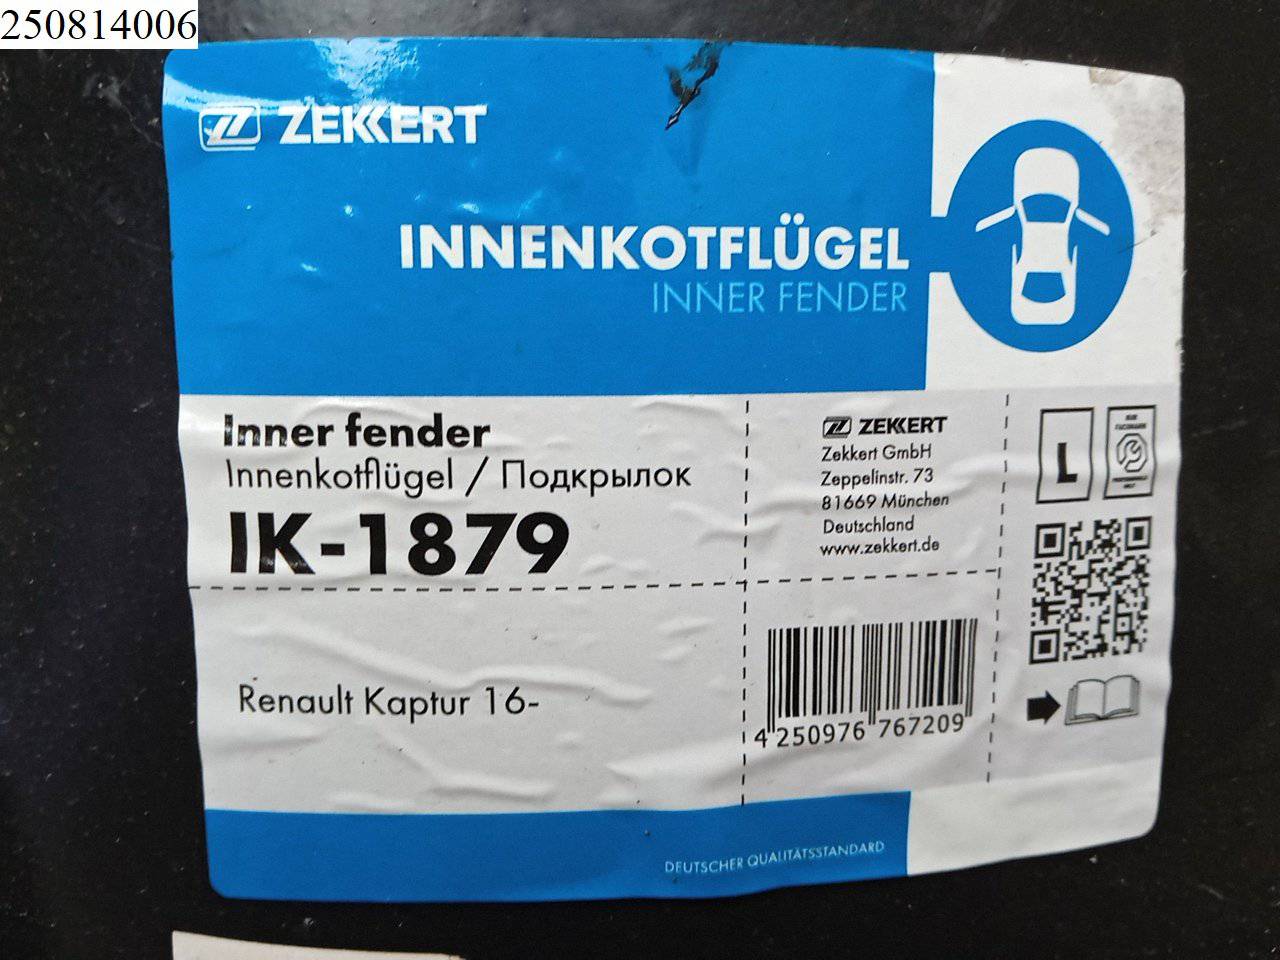 250814006
ZEKKERT
INNENKOTFLÜGEL
INNER FENDER
Inner fender
Innenkotflügel / Подкрылок
IK-1879
Renault Kaptur 16-
ZEKKERT
Zekkert GmbH
Zeppelinstr. 73
81669 München
Deutschland
www.zekkert.de
L
4 250976 767209
DEUTSCHER QUALITÄTSSTANDARD